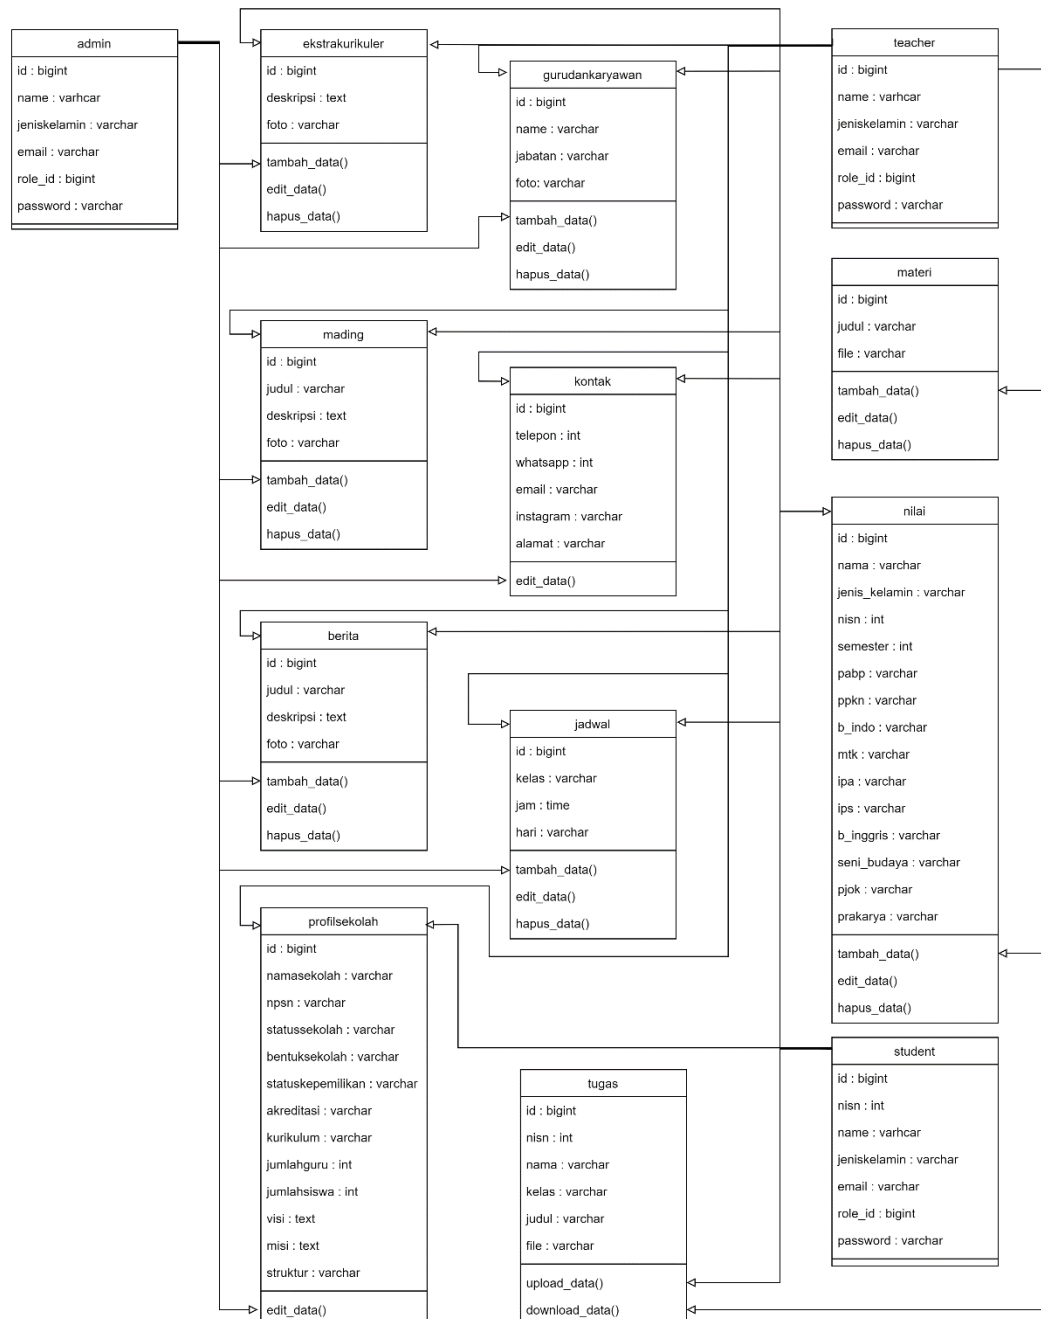 admin
id : bigint
name : varhcar
jeniskelamin : varchar
email : varchar
role_id : bigint
password : varchar
ekstrakurikuler
id : bigint
deskripsi : text
foto : varchar
tambah_data()
edit_data()
hapus_data()
gurudankaryawan
id : bigint
name : varchar
jabatan : varchar
foto: varchar
tambah_data()
edit_data()
hapus_data()
teacher
id : bigint
name : varhcar
jeniskelamin : varchar
email : varchar
role_id : bigint
password : varchar
materi
id : bigint
judul : varchar
file : varchar
tambah_data()
edit_data()
hapus_data()
mading
id : bigint
judul : varchar
deskripsi : text
foto : varchar
tambah_data()
edit_data()
hapus_data()
kontak
id : bigint
telepon : int
whatsapp : int
email : varchar
instagram : varchar
alamat : varchar
edit_data()
nilai
id : bigint
nama : varchar
jenis_kelamin : varchar
nisn : int
semester : int
pabp : varchar
ppkn : varchar
b_indo : varchar
mtk : varchar
ipa : varchar
ips : varchar
b_inggris : varchar
seni_budaya : varchar
pjok : varchar
prakarya : varchar
tambah_data()
edit_data()
hapus_data()
berita
id : bigint
judul : varchar
deskripsi : text
foto : varchar
tambah_data()
edit_data()
hapus_data()
jadwal
id : bigint
kelas : varchar
jam : time
hari : varchar
tambah_data()
edit_data()
hapus_data()
profilsekolah
id : bigint
namasekolah : varchar
npsn : varchar
statussekolah : varchar
bentuksekolah : varchar
statuskepemilikan : varchar
akreditasi : varchar
kurikulum : varchar
jumlahguru : int
jumlahsiswa : int
visi : text
misi : text
struktur : varchar
edit_data()
tugas
id : bigint
nisn : int
nama : varchar
kelas : varchar
judul : varchar
file : varchar
upload_data()
download_data()
student
id : bigint
nisn : int
name : varhcar
jeniskelamin : varchar
email : varchar
role_id : bigint
password : varchar